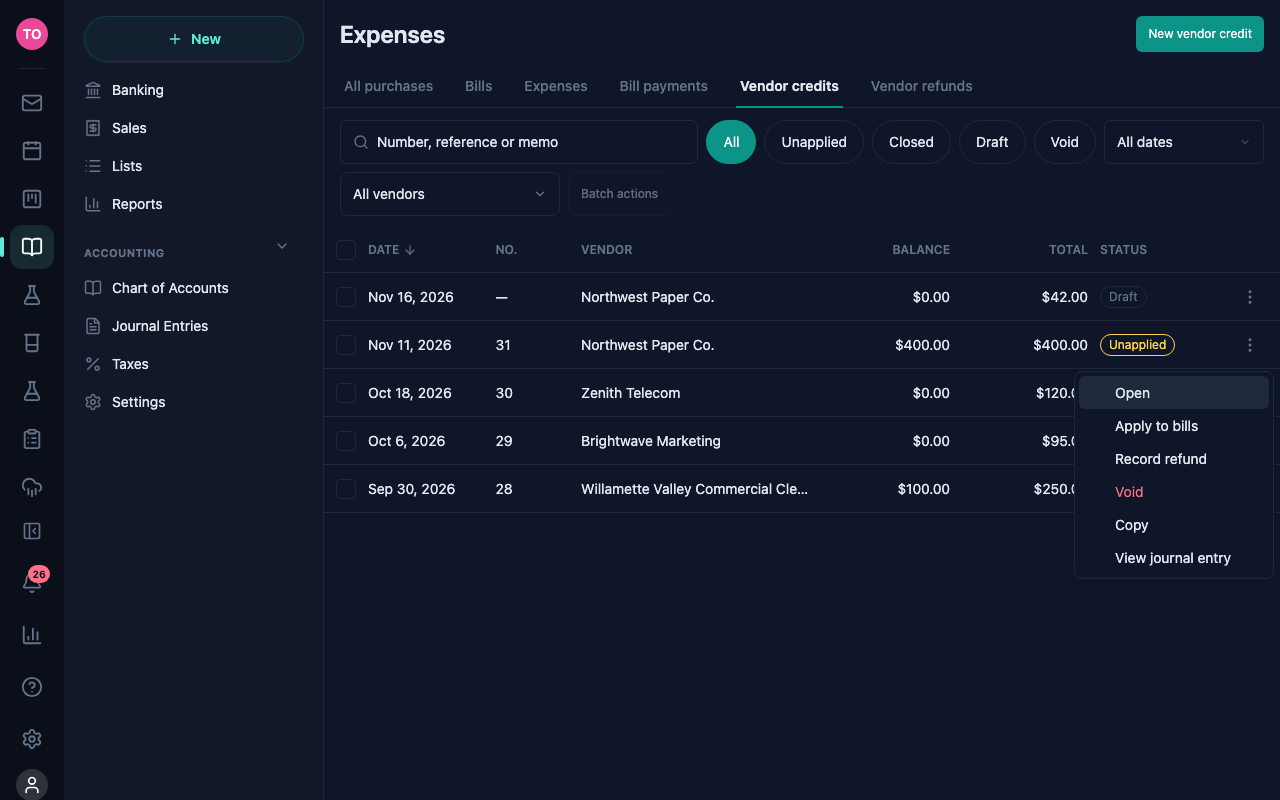 TO
New
Banking
Sales
Lists
Reports
ACCOUNTING
Chart of Accounts
Journal Entries
Taxes
Settings
26
Expenses
New vendor credit
All purchases Bills Expenses Bill payments Vendor credits Vendor refunds
Number, reference or memo All Unapplied Closed Draft Void All dates
All vendors Batch actions
DATE NO. VENDOR BALANCE TOTAL STATUS
Nov 16, 2026 — Northwest Paper Co. $0.00 $42.00 Draft
Nov 11, 2026 31 Northwest Paper Co. $400.00 $400.00 Unapplied
Oct 18, 2026 30 Zenith Telecom $0.00 $120.
Oct 6, 2026 29 Brightwave Marketing $0.00 $95.
Sep 30, 2026 28 Willamette Valley Commercial Cle... $100.00 $250.
Open
Apply to bills
Record refund
Void
Copy
View journal entry